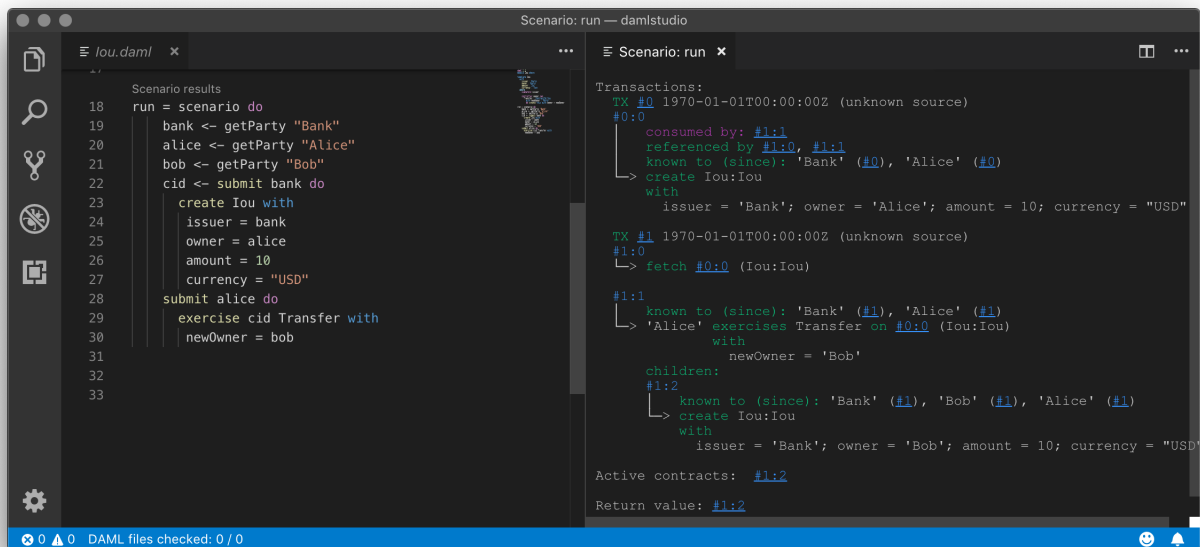 Scenario: run — damlstudio
Iou.daml ×
Scenario: run ×
17
Scenario results
18 run = scenario do
19 bank <- getParty "Bank"
20 alice <- getParty "Alice"
21 bob <- getParty "Bob"
22 cid <- submit bank do
23 create Iou with
24 issuer = bank
25 owner = alice
26 amount = 10
27 currency = "USD"
28 submit alice do
29 exercise cid Transfer with
30 newOwner = bob
31
32
33
Transactions:
TX #0 1970-01-01T00:00:00Z (unknown source)
#0:0
consumed by: #1:1
referenced by #1:0, #1:1
known to (since): 'Bank' (#0), 'Alice' (#0)
└─> create Iou:Iou
with
issuer = 'Bank'; owner = 'Alice'; amount = 10; currency = "USD"
TX #1 1970-01-01T00:00:00Z (unknown source)
#1:0
└─> fetch #0:0 (Iou:Iou)
#1:1
known to (since): 'Bank' (#1), 'Alice' (#1)
└─> 'Alice' exercises Transfer on #0:0 (Iou:Iou)
with
newOwner = 'Bob'
children:
#1:2
known to (since): 'Bank' (#1), 'Bob' (#1), 'Alice' (#1)
└─> create Iou:Iou
with
issuer = 'Bank'; owner = 'Bob'; amount = 10; currency = "USD"
Active contracts: #1:2
Return value: #1:2
0 0 DAML files checked: 0 / 0